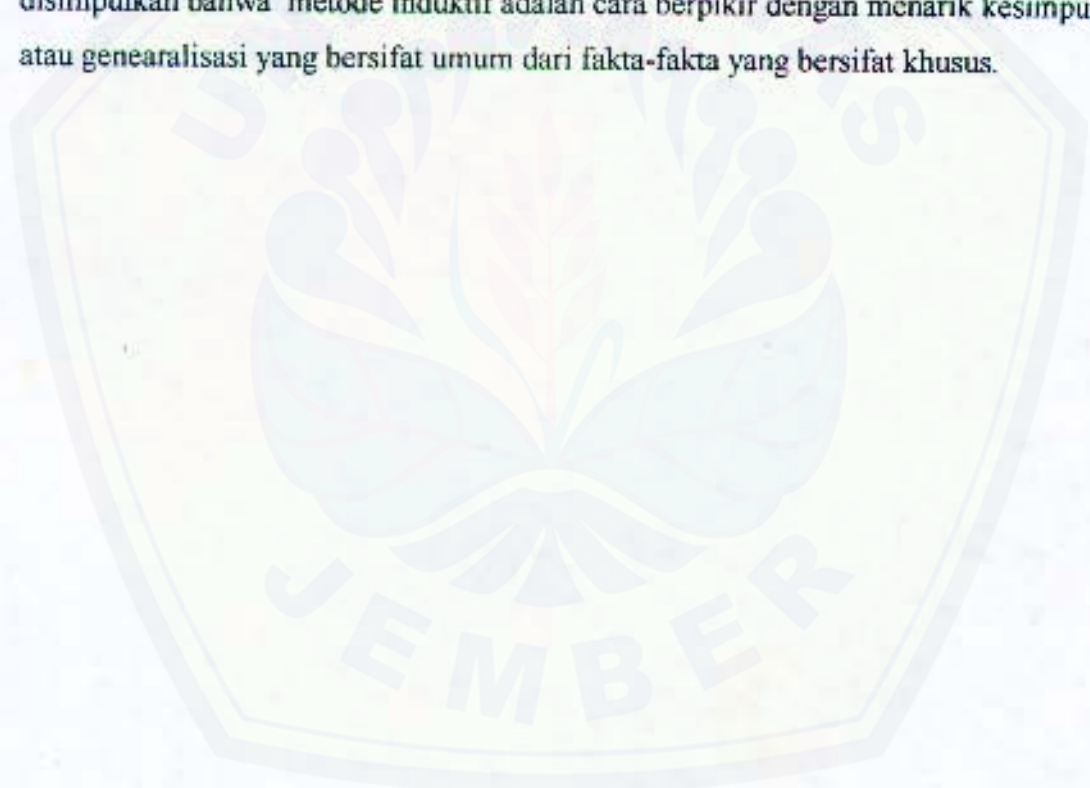 disimpulkan bahwa metode induktif adalah cara berpikir dengan menarik kesimpu
atau genearalisasi yang bersifat umum dari fakta-fakta yang bersifat khusus.
JEMBER